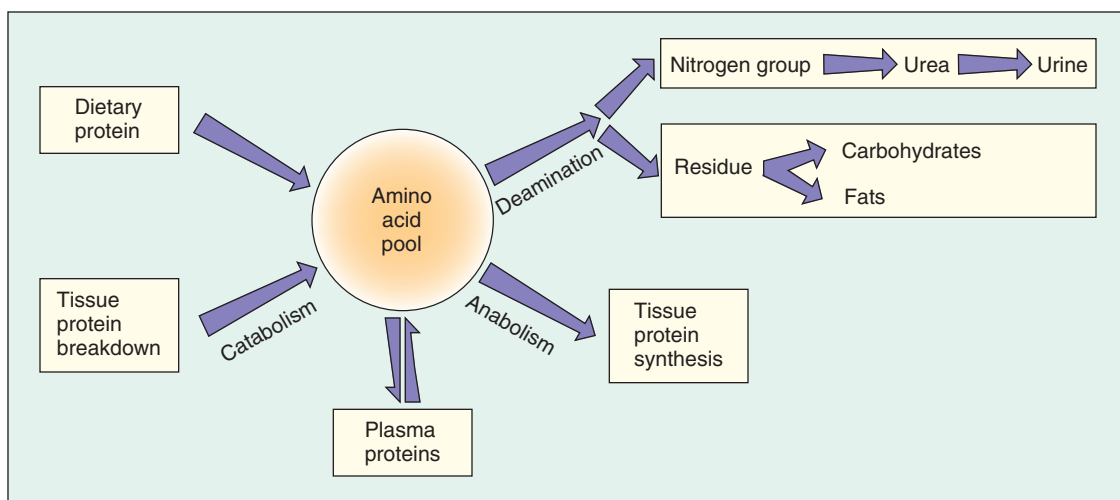 Dietary
protein
Tissue
protein
breakdown
Catabolism
Amino
acid
pool
Plasma
proteins
Deamination
Anabolism
Nitrogen group Urea Urine
Residue
Carbohydrates
Fats
Tissue
protein
synthesis